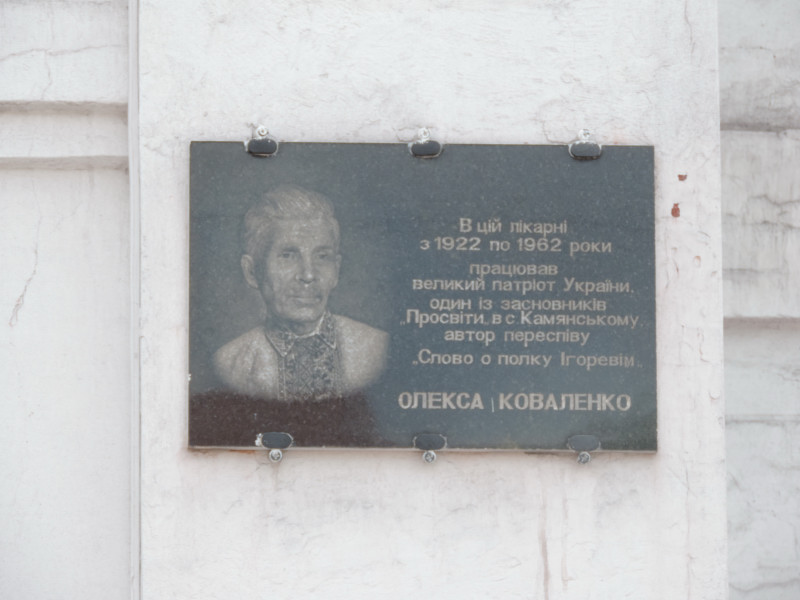 В цій лікарні
з 1922 по 1962 роки
працював
великий патріот України,
один із засновників
„Просвіти„ в с Камянському,
автор переспіву
„Слово о полку Ігоревім„
ОЛЕКСА КОВАЛЕНКО